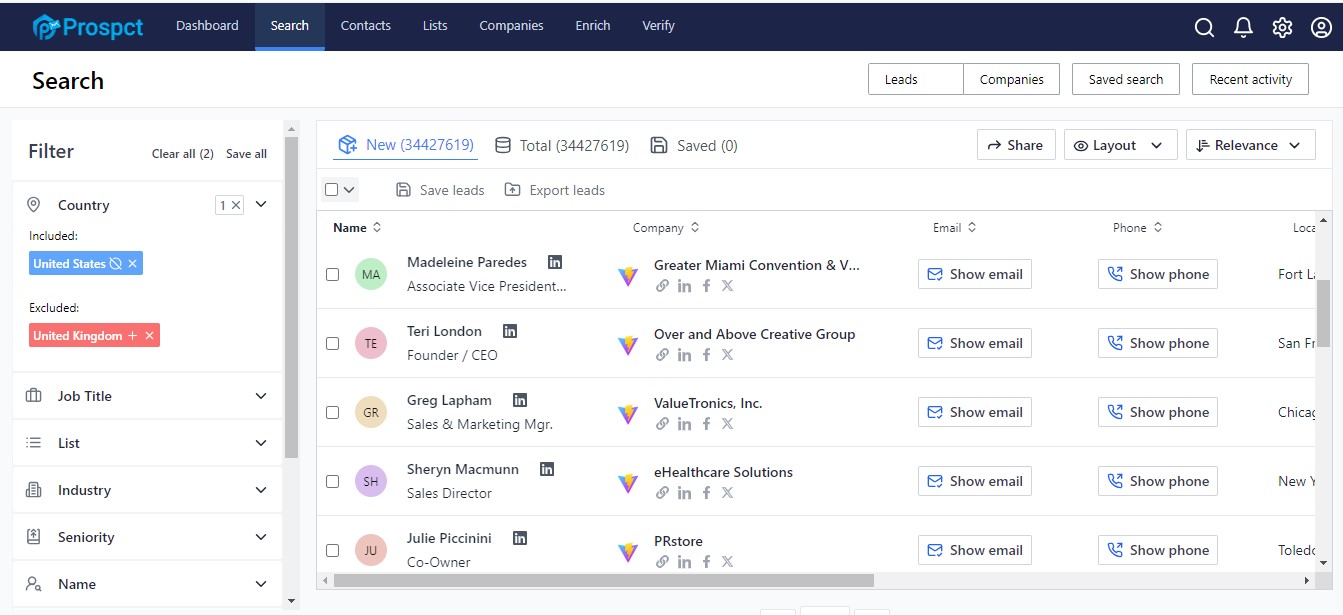 Prospct Dashboard Search Contacts Lists Companies Enrich Verify
Search Leads Companies Saved search Recent activity
Filter Clear all (2) Save all
Country 1
Included:
United States
Excluded:
United Kingdom
Job Title
List
Industry
Seniority
Name
New (34427619) Total (34427619) Saved (0) Share Layout Relevance
Save leads Export leads
Name Company Email Phone Loca
MA Madeleine Paredes Greater Miami Convention & V... Show email Show phone Fort La
Associate Vice President...
TE Teri London Over and Above Creative Group Show email Show phone San Fr
Founder / CEO
GR Greg Lapham ValueTronics, Inc. Show email Show phone Chicag
Sales & Marketing Mgr.
SH Sheryn Macmunn eHealthcare Solutions Show email Show phone New Y
Sales Director
JU Julie Piccinini PRstore Show email Show phone Toledo
Co-Owner